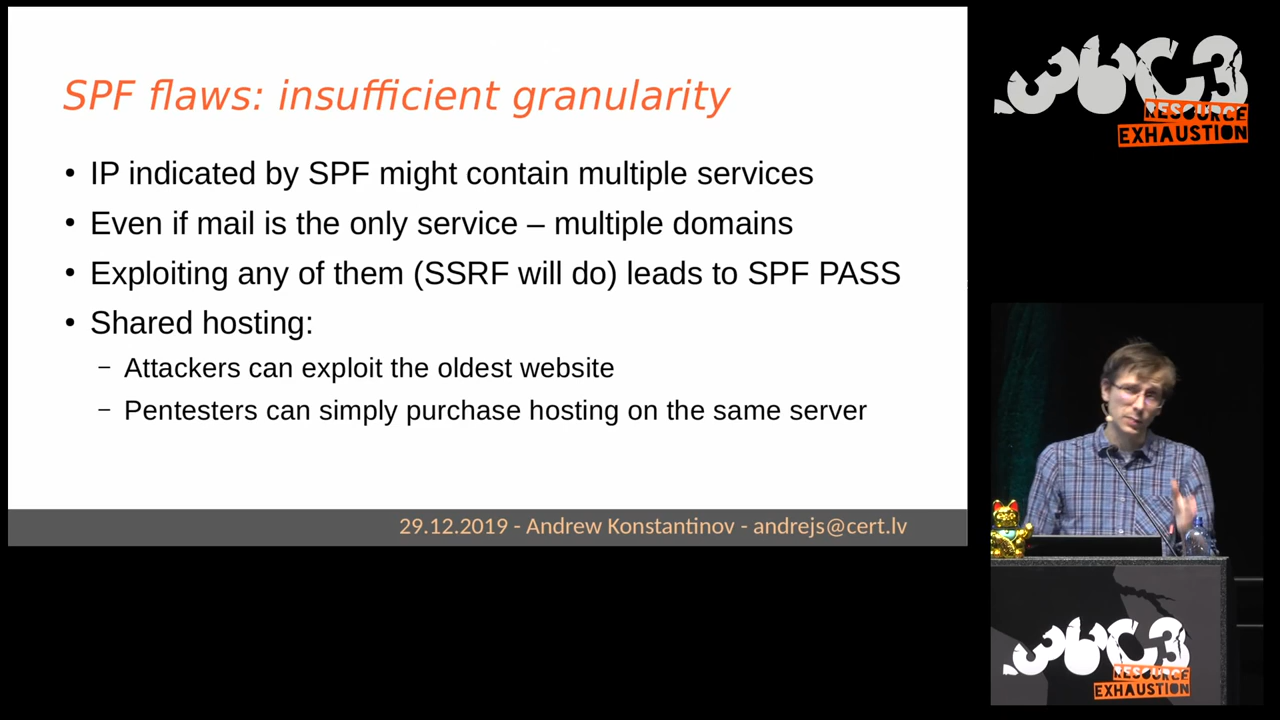 SPF flaws: insufficient granularity
• IP indicated by SPF might contain multiple services
• Even if mail is the only service – multiple domains
• Exploiting any of them (SSRF will do) leads to SPF PASS
• Shared hosting:
– Attackers can exploit the oldest website
– Pentesters can simply purchase hosting on the same server
29.12.2019 - Andrew Konstantinov - andrejs@cert.lv
36C3
RESOURCE
EXHAUSTION
36C3
RESOURCE
EXHAUSTION